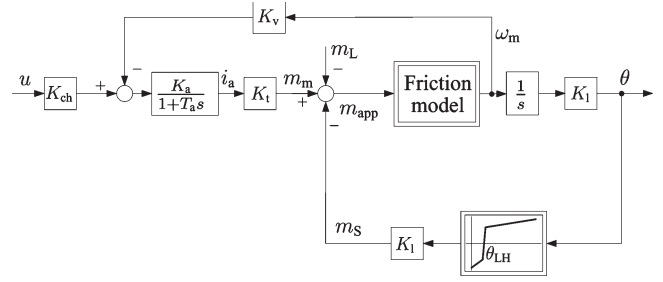 K_v
ω_m
m_L
−
−
u
K_ch
+
K_a
1+T_a s
i_a
K_t
m_m
+
m_app
Friction
model
1
s
K_l
θ
−
m_S
K_l
θ_LH